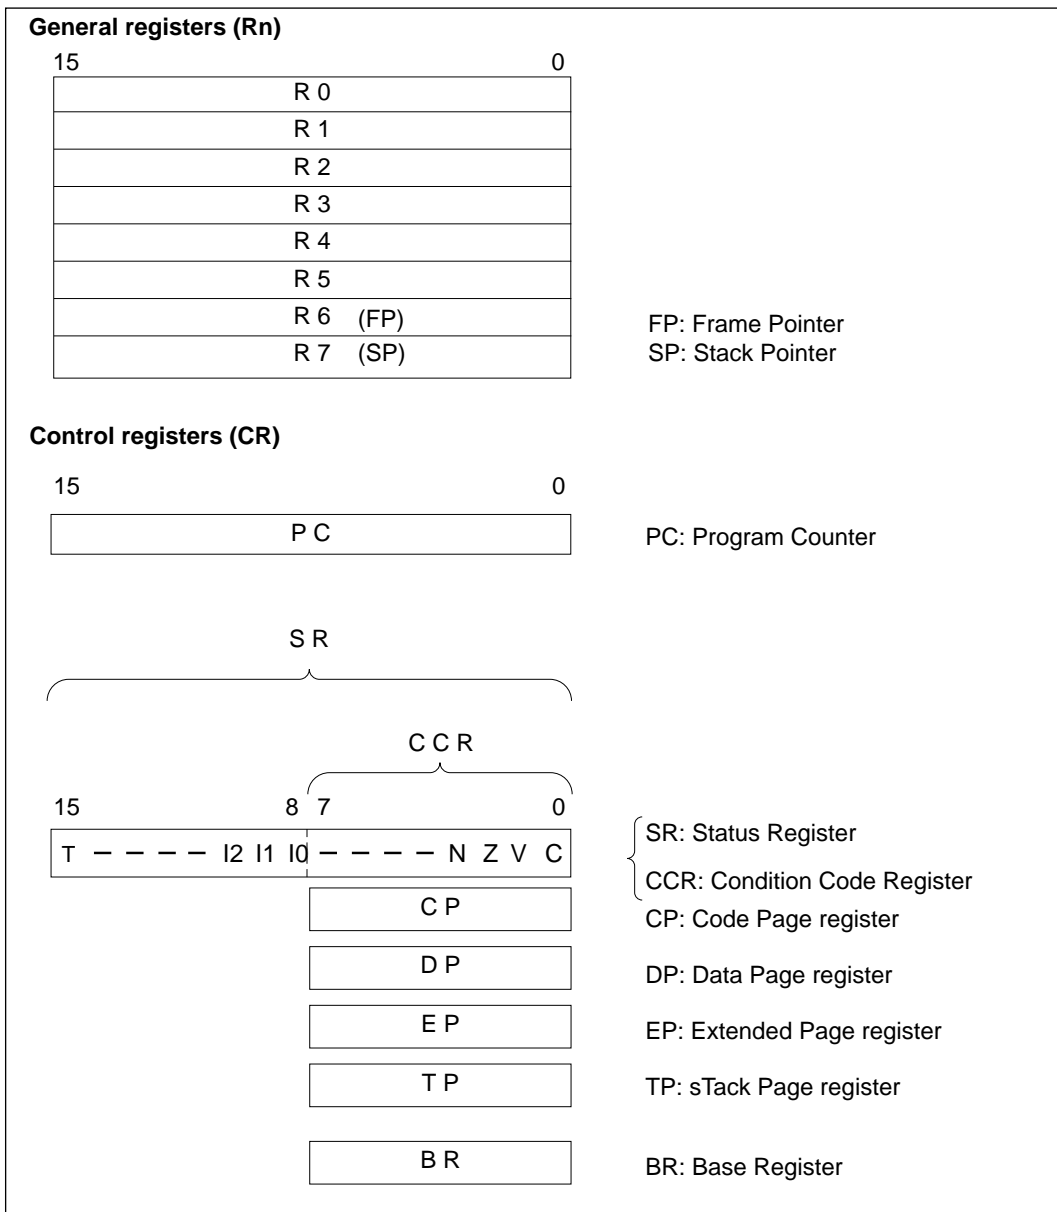 General registers (Rn)
15 0
R 0
R 1
R 2
R 3
R 4
R 5
R 6 (FP) FP: Frame Pointer
R 7 (SP) SP: Stack Pointer
Control registers (CR)
15 0
P C PC: Program Counter
S R
C C R
15 8 7 0
SR: Status Register
T – – – – I2 I1 I0 – – – – N Z V C
CCR: Condition Code Register
C P CP: Code Page register
D P DP: Data Page register
E P EP: Extended Page register
T P TP: sTack Page register
B R BR: Base Register